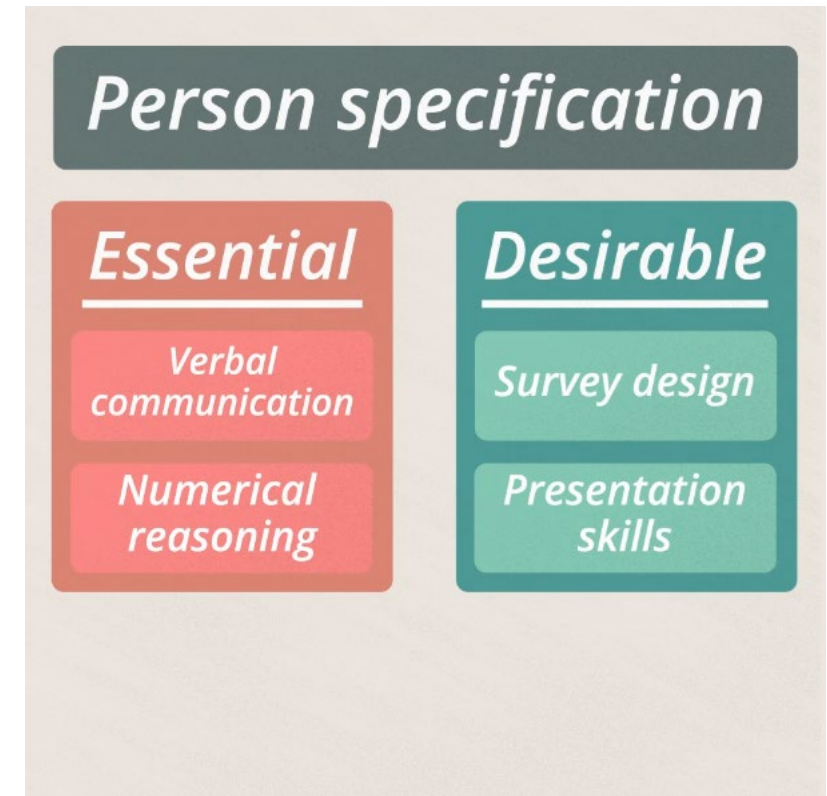 Person specification
Essential
Verbal
communication
Numerical
reasoning
Desirable
Survey design
Presentation
skills